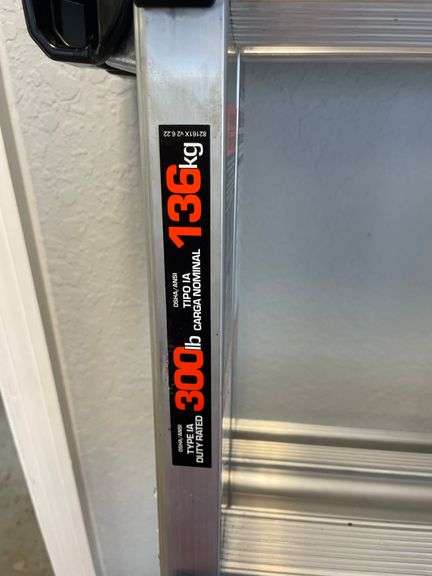 OSHA/ANSI
TYPE IA
DUTY RATED
300lb
OSHA/ANSI
TIPO IA
CARGA NOMINAL
136kg
82161X v2 6.22